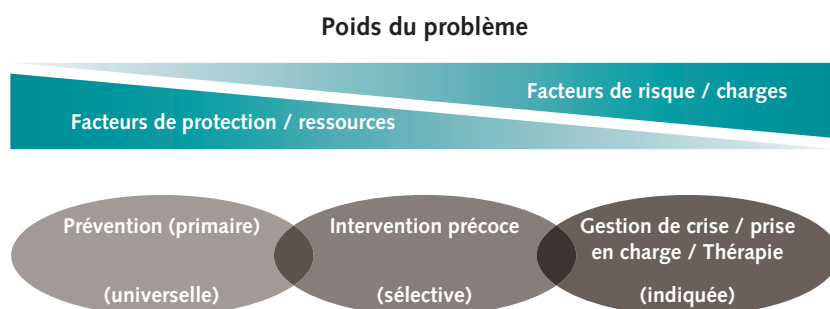 Poids du problème
Facteurs de risque / charges
Facteurs de protection / ressources
Prévention (primaire)
(universelle)
Intervention précoce
(sélective)
Gestion de crise / prise
en charge / Thérapie
(indiquée)